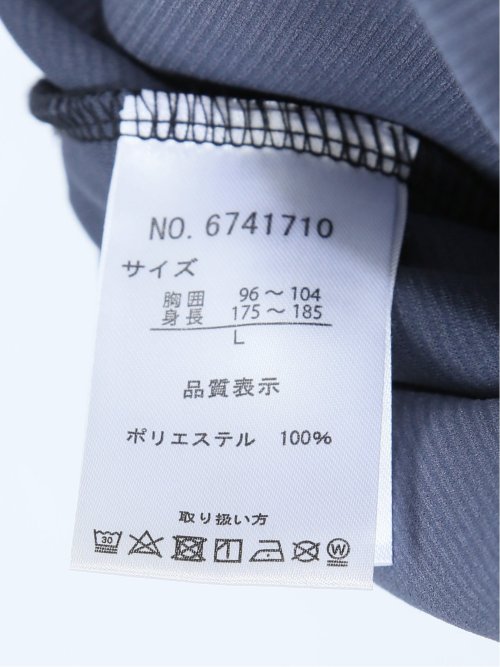 NO. 6741710
サイズ
胸囲 96～104
身長 175～185
L
品質表示
ポリエステル 100%
取り扱い方
30 W